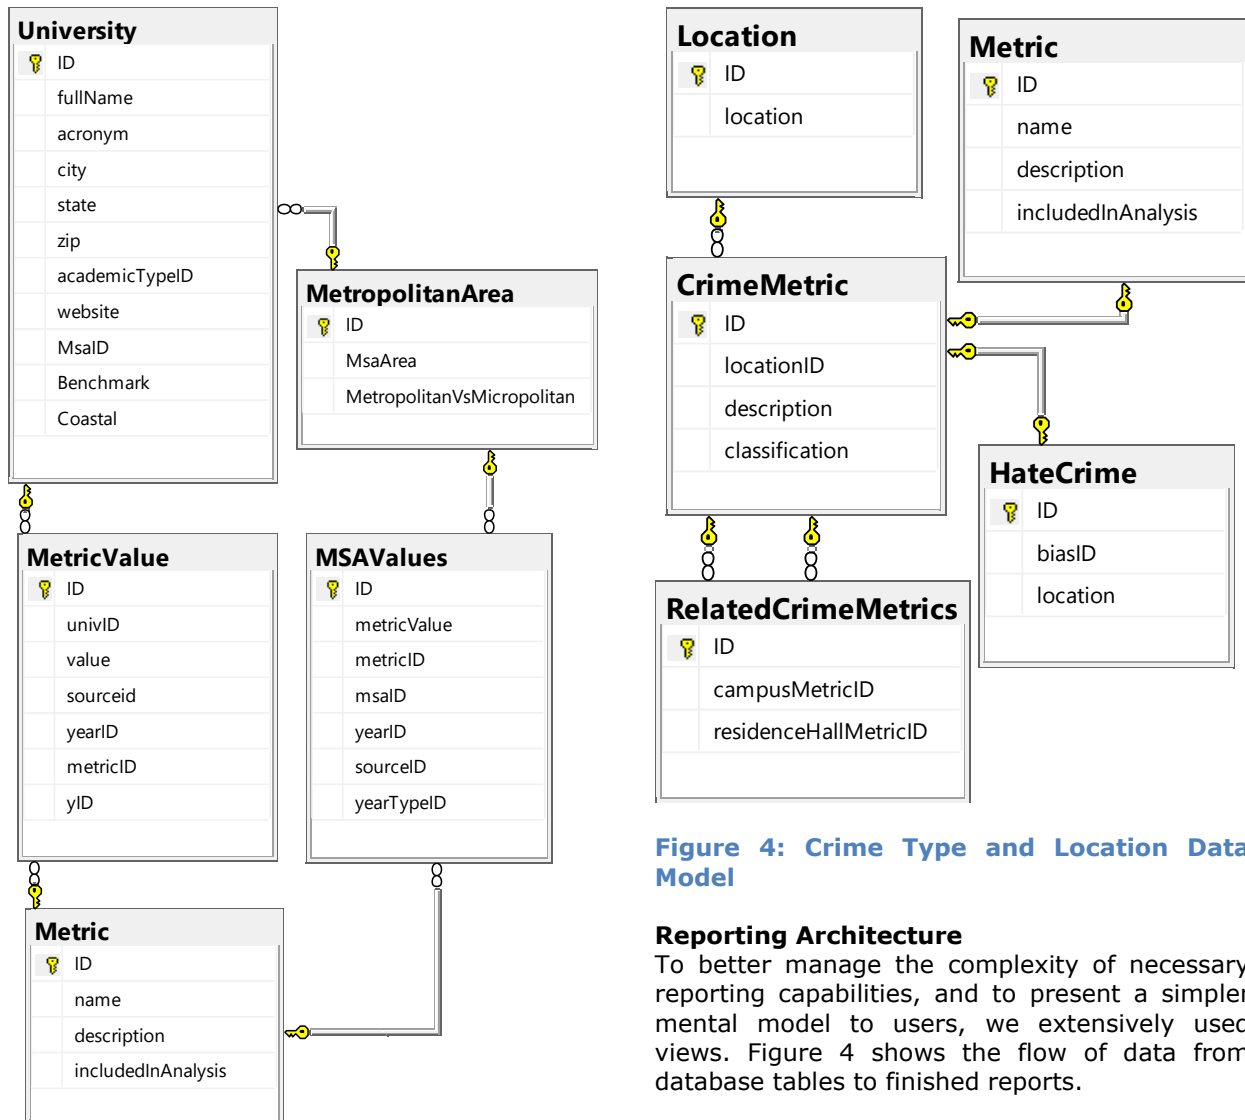 University
ID
fullName
acronym
city
state
zip
academicTypeID
website
MsaID
Benchmark
Coastal
MetropolitanArea
ID
MsaArea
MetropolitanVsMicropolitan
MetricValue
ID
univID
value
sourceid
yearID
metricID
yID
MSAValues
ID
metricValue
metricID
msaID
yearID
sourceID
yearTypeID
Metric
ID
name
description
includedInAnalysis
Location
ID
location
Metric
ID
name
description
includedInAnalysis
CrimeMetric
ID
locationID
description
classification
HateCrime
ID
biasID
location
RelatedCrimeMetrics
ID
campusMetricID
residenceHallMetricID
Figure 4: Crime Type and Location Data
Model
Reporting Architecture
To better manage the complexity of necessary
reporting capabilities, and to present a simpler
mental model to users, we extensively used
views. Figure 4 shows the flow of data from
database tables to finished reports.